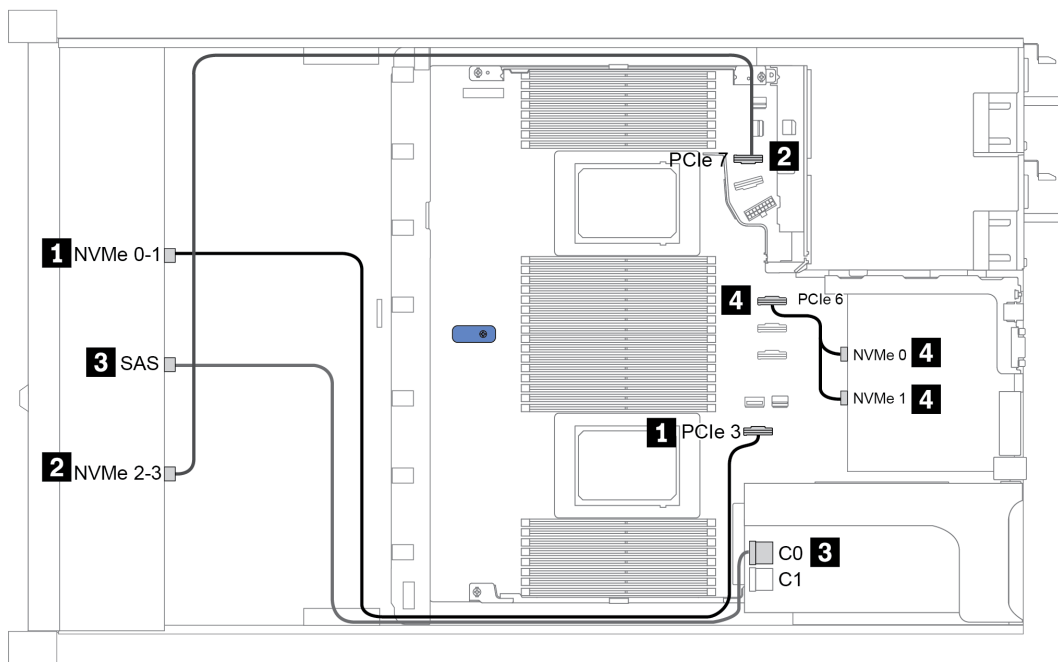 PCIe 7 2
1 NVMe 0-1
4 PCIe 6
3 SAS
NVMe 0 4
NVMe 1 4
1 PCIe 3
2 NVMe 2-3
C0 3
C1